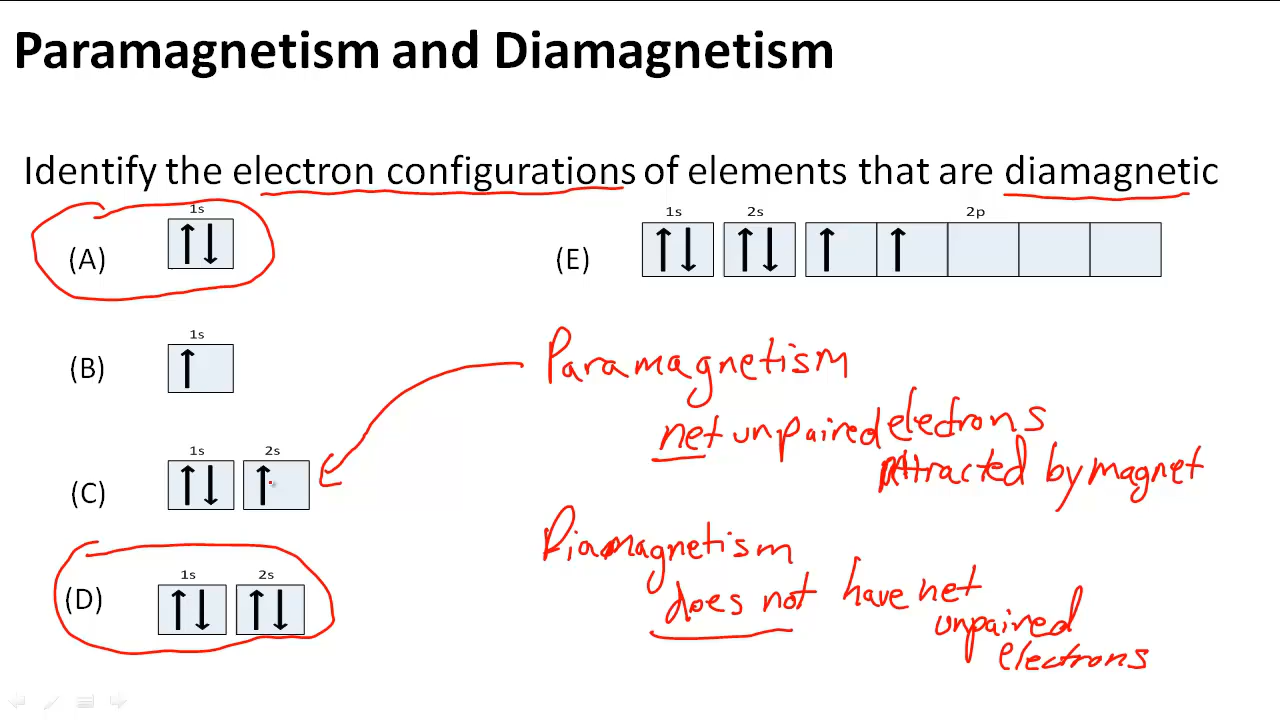 Paramagnetism and Diamagnetism
Identify the electron configurations of elements that are diamagnetic
1s
(A)
1s 2s 2p
(E)
1s
(B)
Paramagnetism
net unpaired electrons
Attracted by magnet
1s 2s
(C)
Diamagnetism
does not have net
unpaired
electrons
1s 2s
(D)